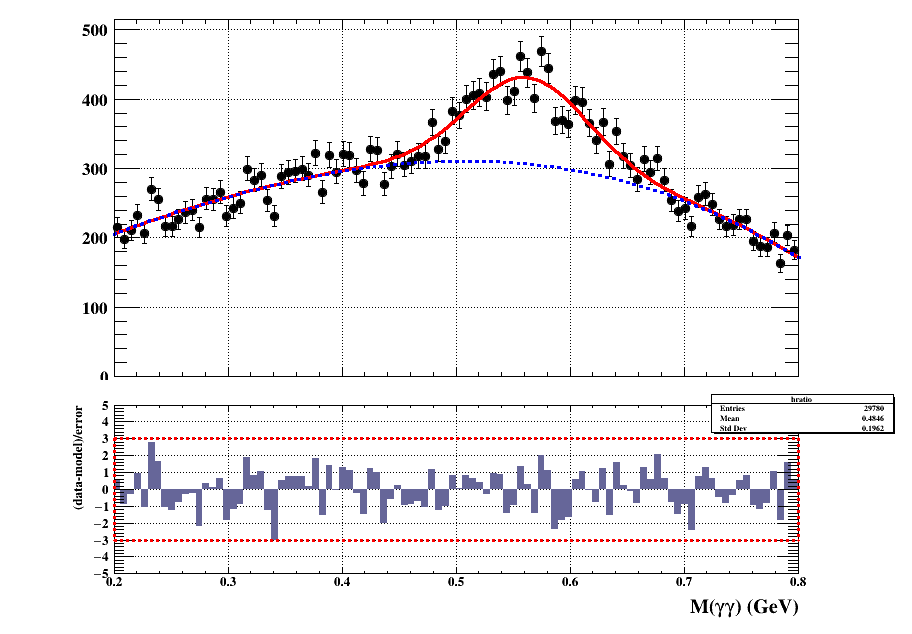 500
400
300
200
100
0
hratio
Entries 29780
Mean 0.4846
Std Dev 0.1962
(data-model)/error
5
4
3
2
1
0
−1
−2
−3
−4
−5
0.2 0.3 0.4 0.5 0.6 0.7 0.8
M(γγ) (GeV)